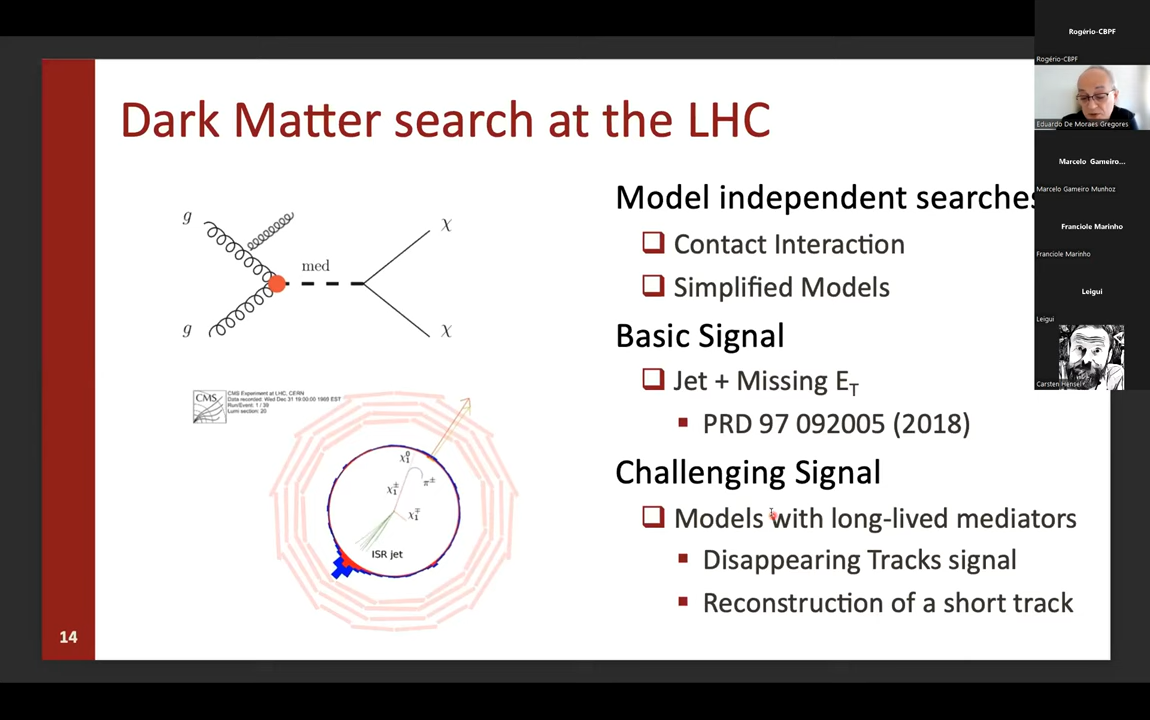 Dark Matter search at the LHC
g
χ
med
g
χ
Model independent searches
Contact Interaction
Simplified Models
Basic Signal
Jet + Missing E_T
PRD 97 092005 (2018)
Challenging Signal
Models with long-lived mediators
Disappearing Tracks signal
Reconstruction of a short track
CMS
CMS Experiment at LHC, CERN
Data recorded: Wed Dec 31 19:00:00 1969 EST
Run/Event: 1 / 39
Lumi section: 20
χ₁⁰
π±
χ₁±
χ₁∓
ISR jet
14
Rogério-CBPF
Rogério-CBPF
Eduardo De Moraes Gregores
Marcelo Gameiro...
Marcelo Gameiro Munhoz
Franciole Marinho
Franciole Marinho
Leigui
Leigui
Carsten Hensel